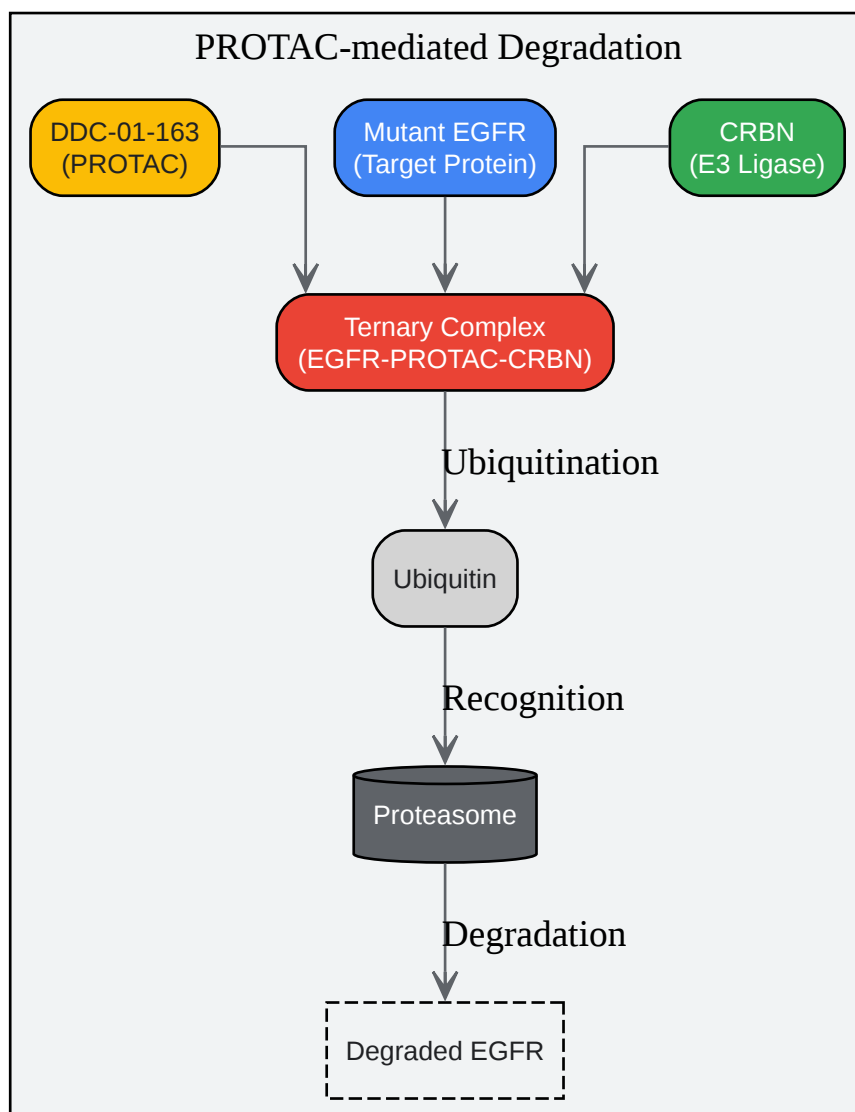 PROTAC-mediated Degradation
DDC-01-163
(PROTAC)
Mutant EGFR
(Target Protein)
CRBN
(E3 Ligase)
Ternary Complex
(EGFR-PROTAC-CRBN)
Ubiquitination
Ubiquitin
Recognition
Proteasome
Degradation
Degraded EGFR